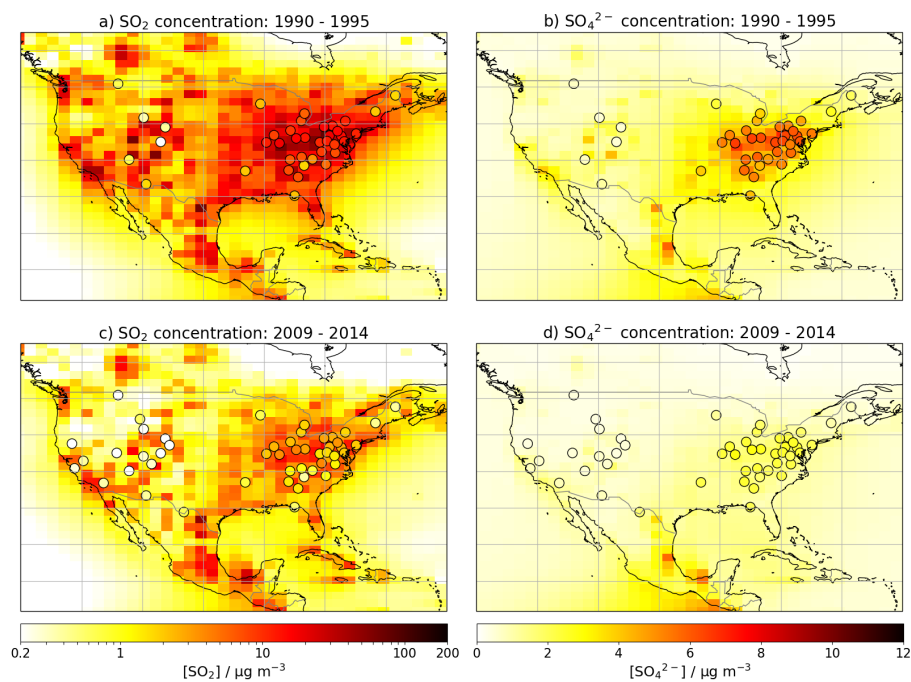 a) SO₂ concentration: 1990 - 1995
b) SO₄²⁻ concentration: 1990 - 1995
c) SO₂ concentration: 2009 - 2014
d) SO₄²⁻ concentration: 2009 - 2014
0.2 1 10 100 200
[SO₂] / μg m⁻³
0 2 4 6 8 10 12
[SO₄²⁻] / μg m⁻³